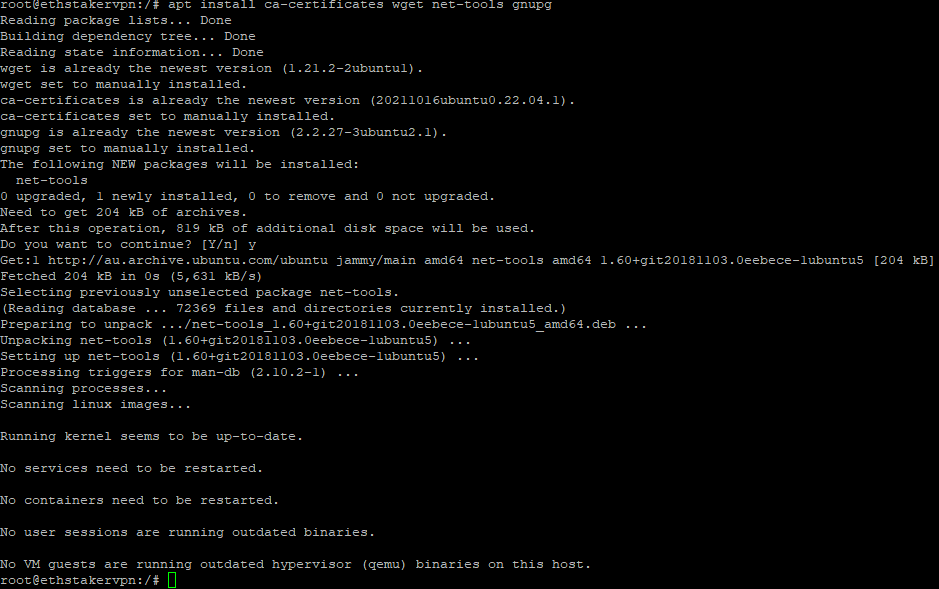 root@ethstakervpn:/# apt install ca-certificates wget net-tools gnupg
Reading package lists... Done
Building dependency tree... Done
Reading state information... Done
wget is already the newest version (1.21.2-2ubuntu1).
wget set to manually installed.
ca-certificates is already the newest version (20211016ubuntu0.22.04.1).
ca-certificates set to manually installed.
gnupg is already the newest version (2.2.27-3ubuntu2.1).
gnupg set to manually installed.
The following NEW packages will be installed:
  net-tools
0 upgraded, 1 newly installed, 0 to remove and 0 not upgraded.
Need to get 204 kB of archives.
After this operation, 819 kB of additional disk space will be used.
Do you want to continue? [Y/n] y
Get:1 http://au.archive.ubuntu.com/ubuntu jammy/main amd64 net-tools amd64 1.60+git20181103.0eebece-1ubuntu5 [204 kB]
Fetched 204 kB in 0s (5,631 kB/s)
Selecting previously unselected package net-tools.
(Reading database ... 72369 files and directories currently installed.)
Preparing to unpack .../net-tools_1.60+git20181103.0eebece-1ubuntu5_amd64.deb ...
Unpacking net-tools (1.60+git20181103.0eebece-1ubuntu5) ...
Setting up net-tools (1.60+git20181103.0eebece-1ubuntu5) ...
Processing triggers for man-db (2.10.2-1) ...
Scanning processes...
Scanning linux images...
Running kernel seems to be up-to-date.
No services need to be restarted.
No containers need to be restarted.
No user sessions are running outdated binaries.
No VM guests are running outdated hypervisor (qemu) binaries on this host.
root@ethstakervpn:/#